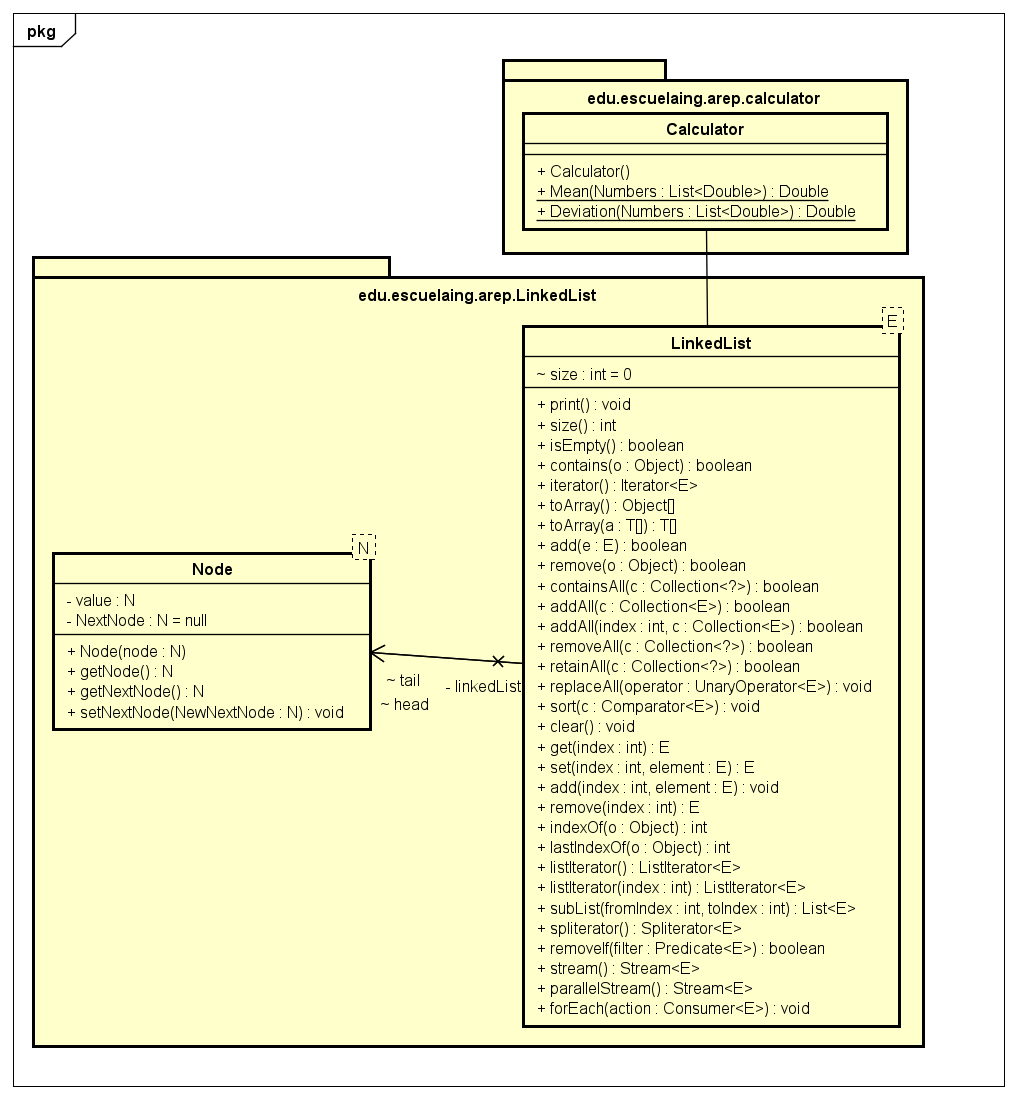 pkg
edu.escuelaing.arep.calculator
Calculator
+ Calculator()
+ Mean(Numbers : List<Double>) : Double
+ Deviation(Numbers : List<Double>) : Double
edu.escuelaing.arep.LinkedList
E
LinkedList
~ size : int = 0
+ print() : void
+ size() : int
+ isEmpty() : boolean
+ contains(o : Object) : boolean
+ iterator() : Iterator<E>
+ toArray() : Object[]
+ toArray(a : T[]) : T[]
+ add(e : E) : boolean
+ remove(o : Object) : boolean
+ containsAll(c : Collection<?>) : boolean
+ addAll(c : Collection<E>) : boolean
+ addAll(index : int, c : Collection<E>) : boolean
+ removeAll(c : Collection<?>) : boolean
+ retainAll(c : Collection<?>) : boolean
+ replaceAll(operator : UnaryOperator<E>) : void
+ sort(c : Comparator<E>) : void
+ clear() : void
+ get(index : int) : E
+ set(index : int, element : E) : E
+ add(index : int, element : E) : void
+ remove(index : int) : E
+ indexOf(o : Object) : int
+ lastIndexOf(o : Object) : int
+ listIterator() : ListIterator<E>
+ listIterator(index : int) : ListIterator<E>
+ subList(fromIndex : int, toIndex : int) : List<E>
+ spliterator() : Spliterator<E>
+ removeIf(filter : Predicate<E>) : boolean
+ stream() : Stream<E>
+ parallelStream() : Stream<E>
+ forEach(action : Consumer<E>) : void
N
Node
- value : N
- NextNode : N = null
+ Node(node : N)
+ getNode() : N
+ getNextNode() : N
+ setNextNode(NewNextNode : N) : void
~ tail
~ head
- linkedList